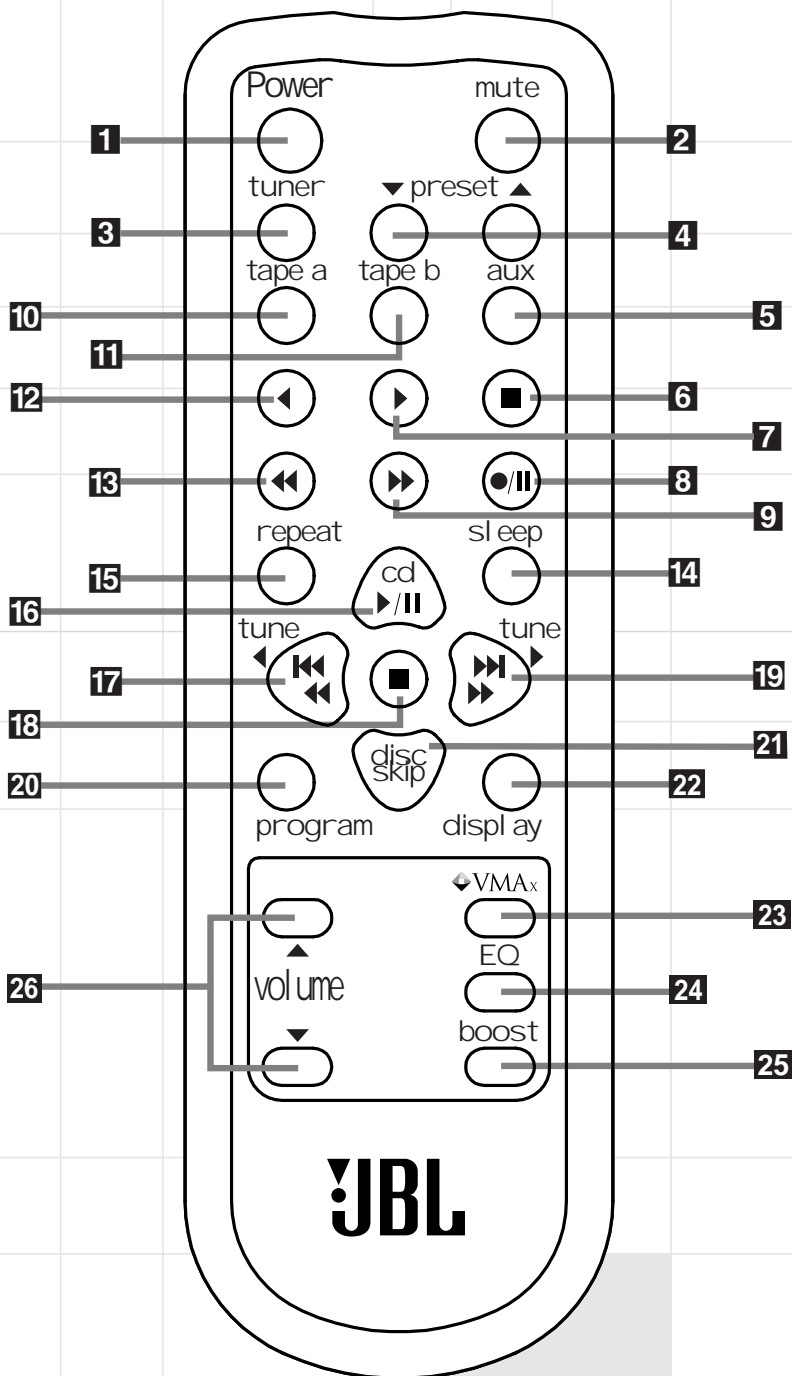 Power mute
1 2
tuner ▼ preset ▲
3 4
tape a tape b aux
10 5
11
12 ◀ ▶ ■ 6
7
13 ◀◀ ▶▶ ●/II 8
9
repeat sleep
15 cd 14
16 ▶/II
tune tune
17 19
18 ■
disc 21
20 skip 22
program display
VMAx
23
EQ
26 volume 24
boost
25
JBL